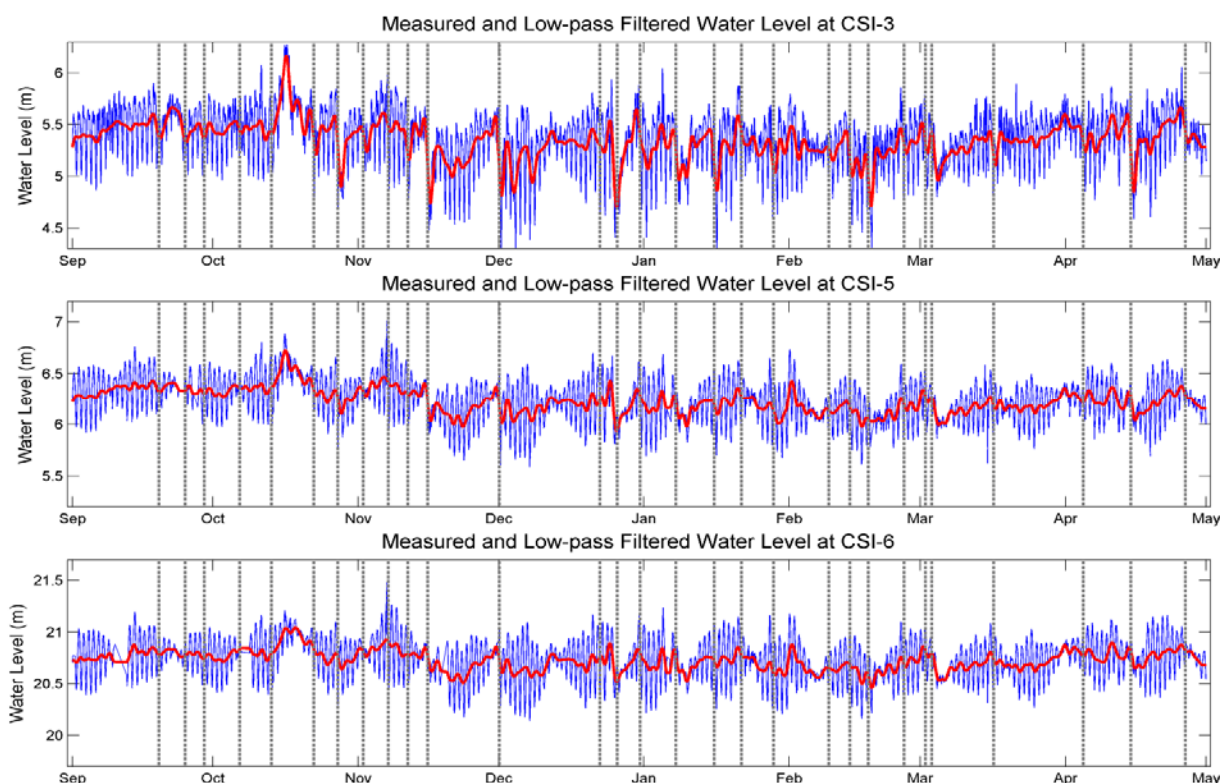 Measured and Low-pass Filtered Water Level at CSI-3
Water Level (m)
6
5.5
5
4.5
Sep Oct Nov Dec Jan Feb Mar Apr May
Measured and Low-pass Filtered Water Level at CSI-5
Water Level (m)
7
6.5
6
5.5
Sep Oct Nov Dec Jan Feb Mar Apr May
Measured and Low-pass Filtered Water Level at CSI-6
Water Level (m)
21.5
21
20.5
20
Sep Oct Nov Dec Jan Feb Mar Apr May